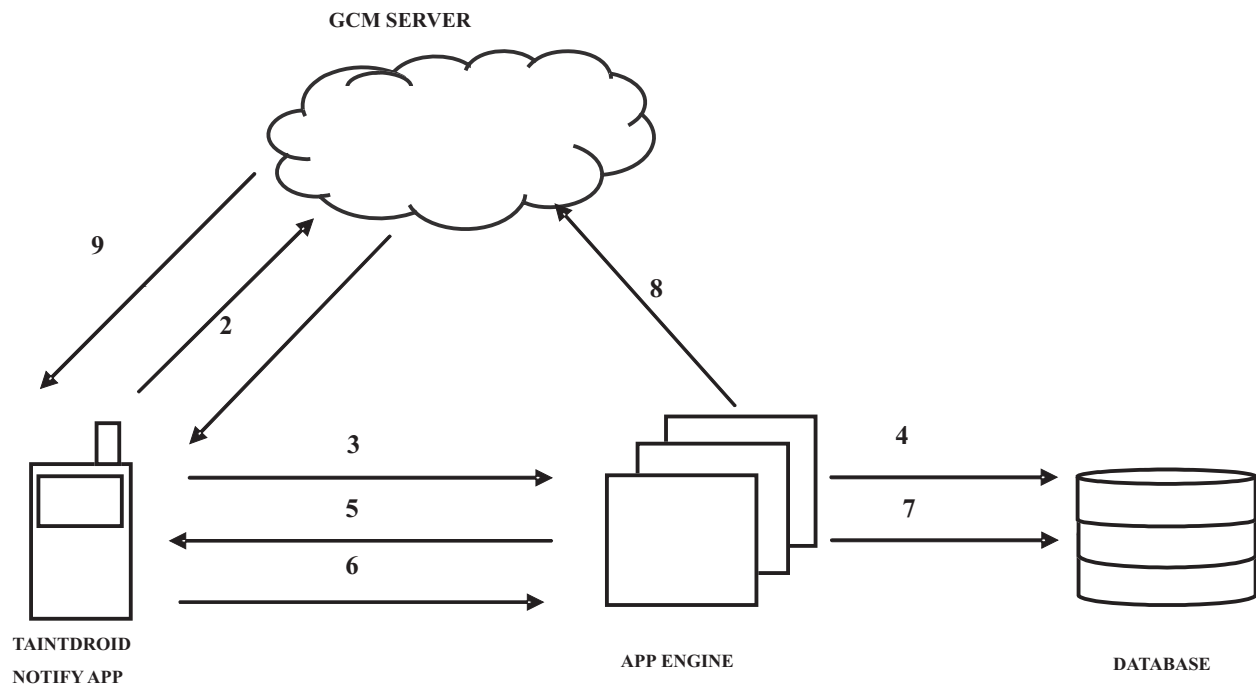 GCM SERVER
9
2
8
3
4
5
7
6
TAINTDROID
NOTIFY APP
APP ENGINE
DATABASE